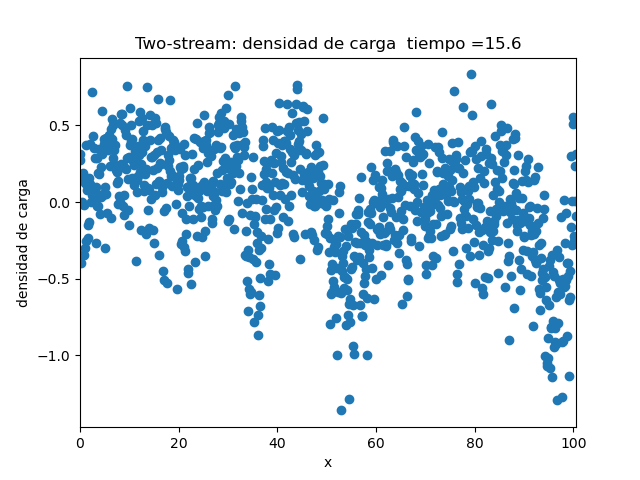 Two-stream: densidad de carga  tiempo =15.6
densidad de carga
0.5
0.0
−0.5
−1.0
0 20 40 60 80 100
x